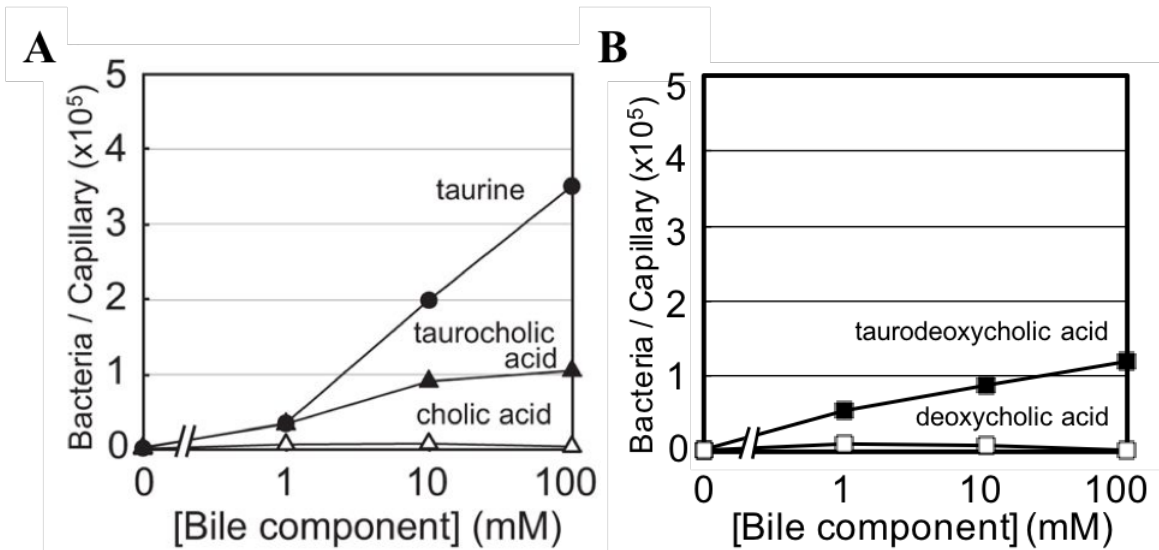 A
Bacteria / Capillary (x10⁵)
5
4
3
2
1
0
taurine
taurocholic
acid
cholic acid
0 1 10 100
[Bile component] (mM)
B
Bacteria / Capillary (x10⁵)
5
4
3
2
1
0
taurodeoxycholic acid
deoxycholic acid
0 1 10 100
[Bile component] (mM)